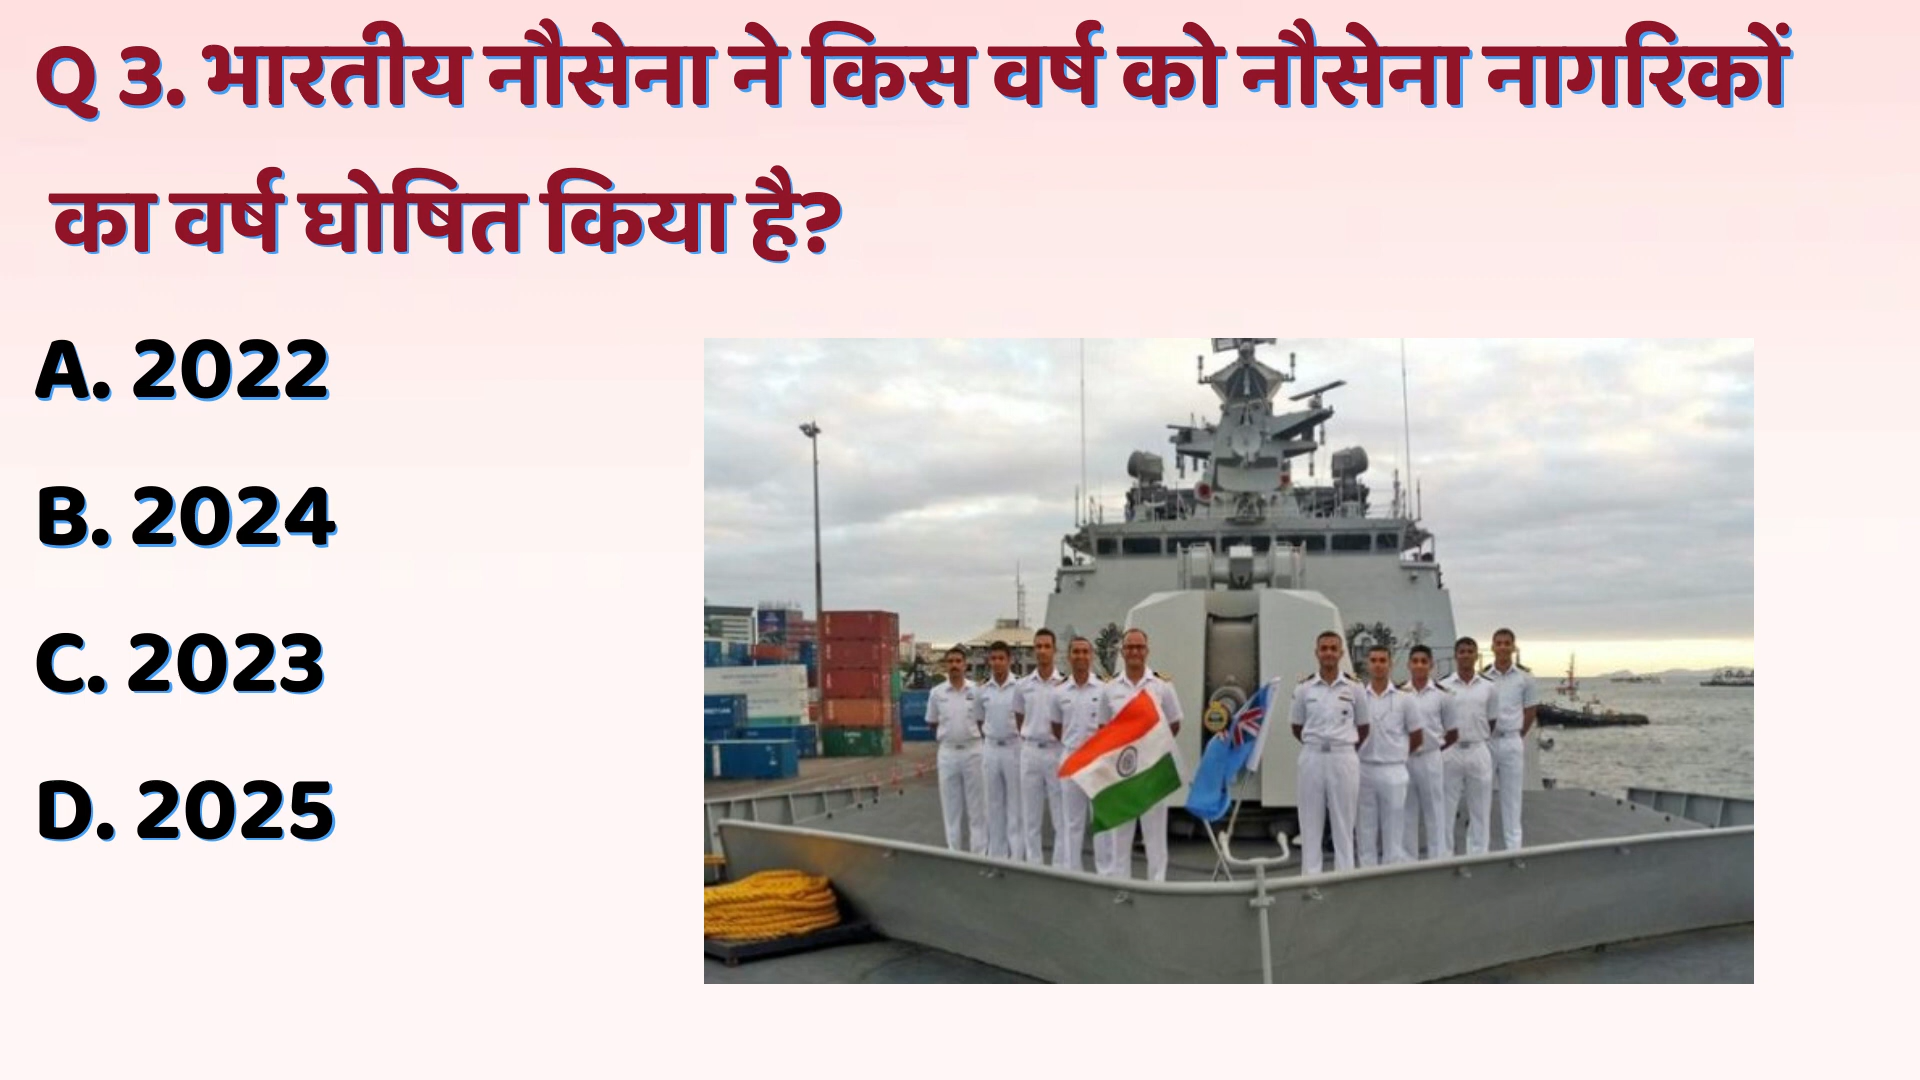 Q 3. भारतीय नौसेना ने किस वर्ष को नौसेना नागरिकों
का वर्ष घोषित किया है?
A. 2022
B. 2024
C. 2023
D. 2025